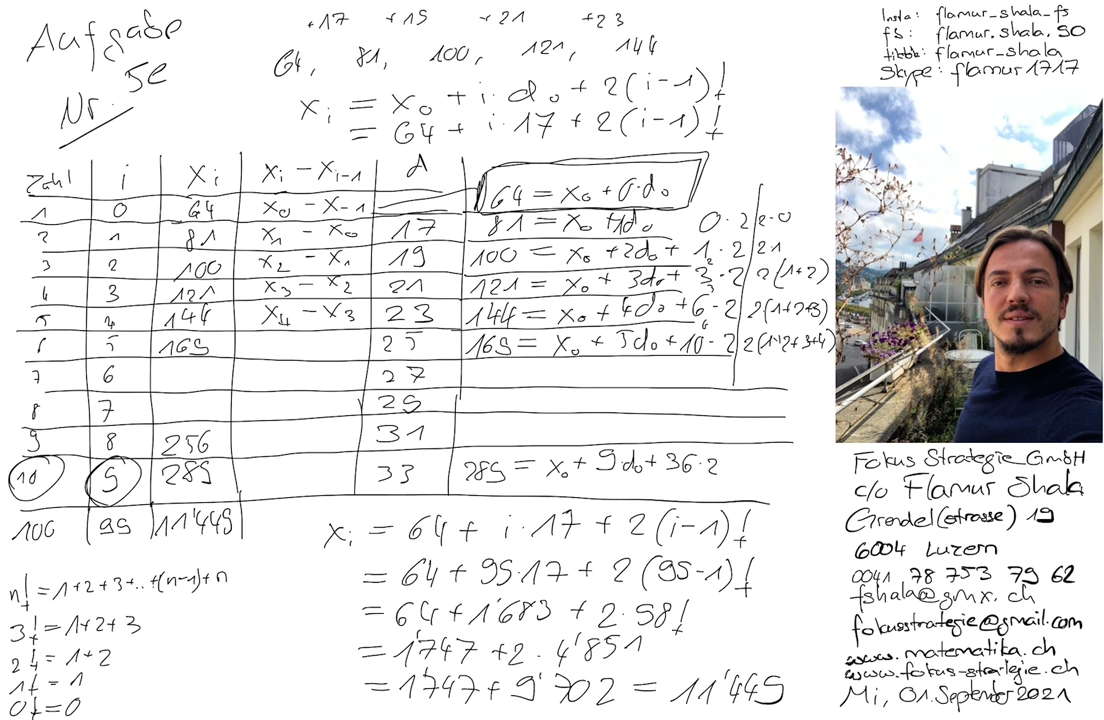 Aufgabe
Nr. 5e
+17 +19 +21 +23
64, 81, 100, 121, 144
xᵢ = x₀ + i·d₀ + 2(i-1)!₊
= 64 + i·17 + 2(i-1)!₊
Zahl | i | xᵢ | xᵢ - xᵢ₋₁ | Δ | 64 = x₀ + 0·d₀
1 | 0 | 64 | x₀ - x₋₁ | —
2 | 1 | 81 | x₁ - x₀ | 17 | 81 = x₀ + 1d₀ 0·2 | 2·0
3 | 2 | 100 | x₂ - x₁ | 19 | 100 = x₀ + 2d₀ + 1·2 | 2·1
4 | 3 | 121 | x₃ - x₂ | 21 | 121 = x₀ + 3d₀ + 3·2 | 2(1+2)
5 | 4 | 144 | x₄ - x₃ | 23 | 144 = x₀ + 4d₀ + 6·2 | 2(1+2+3)
6 | 5 | 169 | 25 | 169 = x₀ + 5d₀ + 10·2 | 2(1+2+3+4)
7 | 6 | 27
8 | 7 | 29
9 | 8 | 256 | 31
10 | 9 | 289 | 33 | 289 = x₀ + 9d₀ + 36·2
100 | 99 | 11'449
xᵢ = 64 + i·17 + 2(i-1)!₊
= 64 + 99·17 + 2(99-1)!₊
= 64 + 1'683 + 2·98!₊
= 1'747 + 2·4'851
= 1'747 + 9'702 = 11'449
n!₊ = 1+2+3+..+(n-1)+n
3!₊ = 1+2+3
2!₊ = 1+2
1!₊ = 1
0!₊ = 0
Insta: flamur_shala_fs
fs: flamur.shala.90
tiktok: flamur_shala
Skype: flamur1717
Fokus Strategie GmbH
c/o Flamur Shala
Grendel(strasse) 19
6004 Luzern
0041 78 753 79 62
fshala@gmx.ch
fokusstrategie@gmail.com
www.matematika.ch
www.fokus-strategie.ch
Mi, 01. September 2021